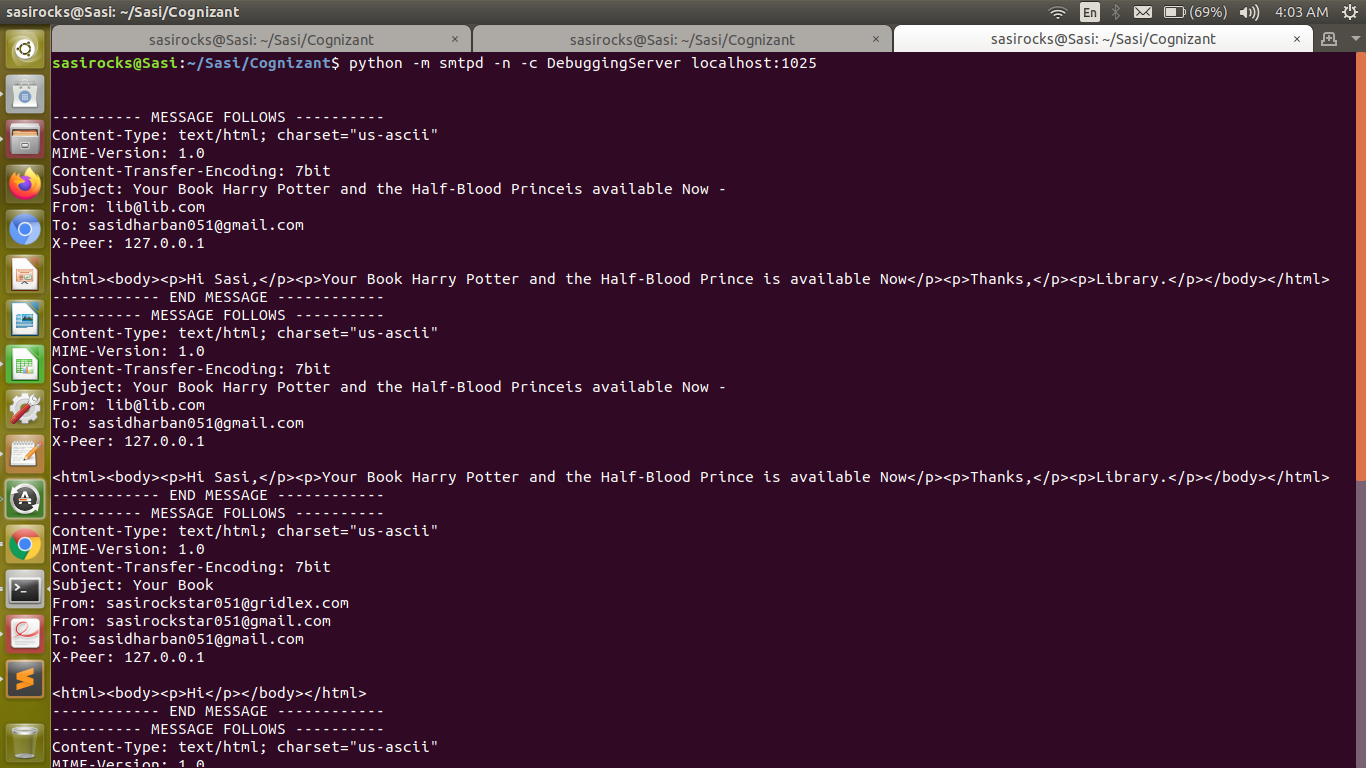 sasirocks@Sasi: ~/Sasi/Cognizant
En
(69%)
4:03 AM
sasirocks@Sasi: ~/Sasi/Cognizant ×
sasirocks@Sasi: ~/Sasi/Cognizant ×
sasirocks@Sasi: ~/Sasi/Cognizant ×
sasirocks@Sasi:~/Sasi/Cognizant$ python -m smtpd -n -c DebuggingServer localhost:1025
---------- MESSAGE FOLLOWS ----------
Content-Type: text/html; charset="us-ascii"
MIME-Version: 1.0
Content-Transfer-Encoding: 7bit
Subject: Your Book Harry Potter and the Half-Blood Princeis available Now -
From: lib@lib.com
To: sasidharban051@gmail.com
X-Peer: 127.0.0.1
<html><body><p>Hi Sasi,</p><p>Your Book Harry Potter and the Half-Blood Prince is available Now</p><p>Thanks,</p><p>Library.</p></body></html>
------------ END MESSAGE ------------
---------- MESSAGE FOLLOWS ----------
Content-Type: text/html; charset="us-ascii"
MIME-Version: 1.0
Content-Transfer-Encoding: 7bit
Subject: Your Book Harry Potter and the Half-Blood Princeis available Now -
From: lib@lib.com
To: sasidharban051@gmail.com
X-Peer: 127.0.0.1
<html><body><p>Hi Sasi,</p><p>Your Book Harry Potter and the Half-Blood Prince is available Now</p><p>Thanks,</p><p>Library.</p></body></html>
------------ END MESSAGE ------------
---------- MESSAGE FOLLOWS ----------
Content-Type: text/html; charset="us-ascii"
MIME-Version: 1.0
Content-Transfer-Encoding: 7bit
Subject: Your Book
From: sasirockstar051@gridlex.com
From: sasirockstar051@gmail.com
To: sasidharban051@gmail.com
X-Peer: 127.0.0.1
<html><body><p>Hi</p></body></html>
------------ END MESSAGE ------------
---------- MESSAGE FOLLOWS ----------
Content-Type: text/html; charset="us-ascii"
MIME-Version: 1.0